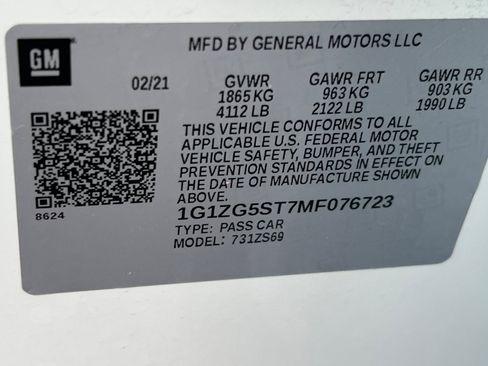 GM
MFD BY GENERAL MOTORS LLC
02/21 GVWR GAWR FRT GAWR RR
1865 KG 963 KG 903 KG
4112 LB 2122 LB 1990 LB
THIS VEHICLE CONFORMS TO ALL
APPLICABLE U.S. FEDERAL MOTOR
VEHICLE SAFETY, BUMPER, AND THEFT
PREVENTION STANDARDS IN EFFECT ON
THE DATE OF MANUFACTURE SHOWN
ABOVE.
8624
1G1ZG5ST7MF076723
TYPE: PASS CAR
MODEL: 731ZS69